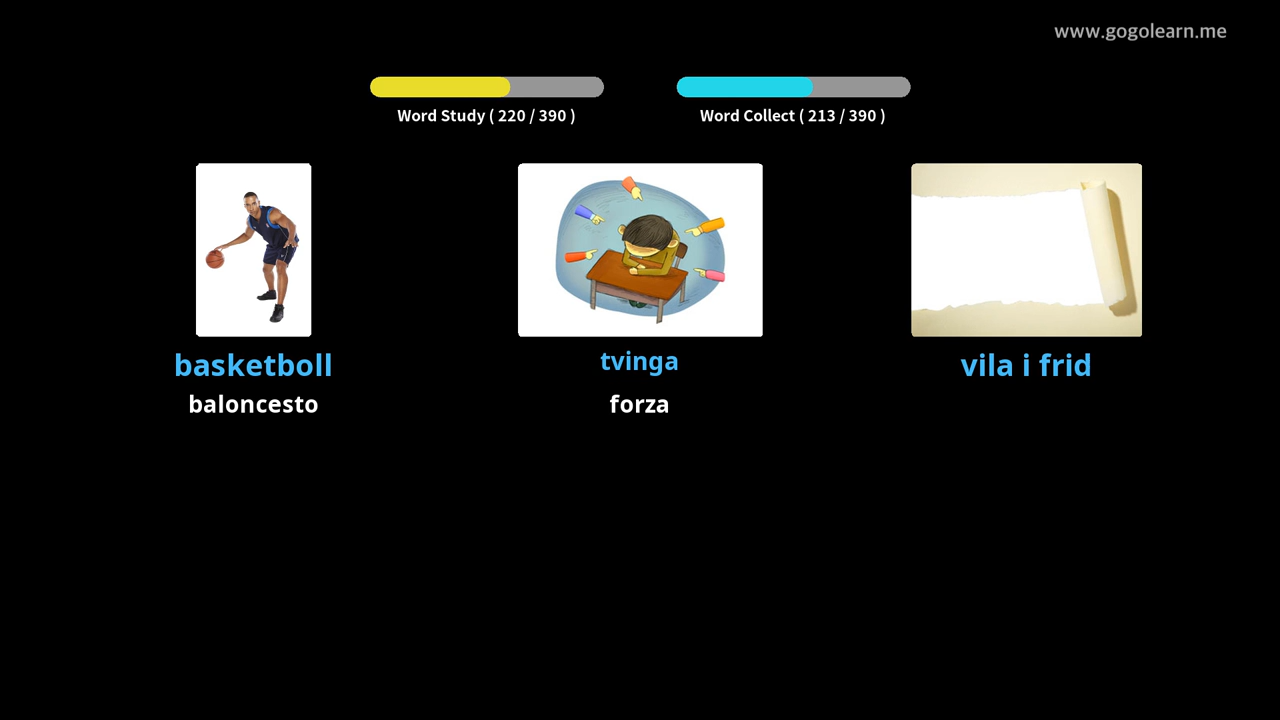 www.gogolearn.me
Word Study ( 220 / 390 )
Word Collect ( 213 / 390 )
basketboll
tvinga
vila i frid
baloncesto
forza